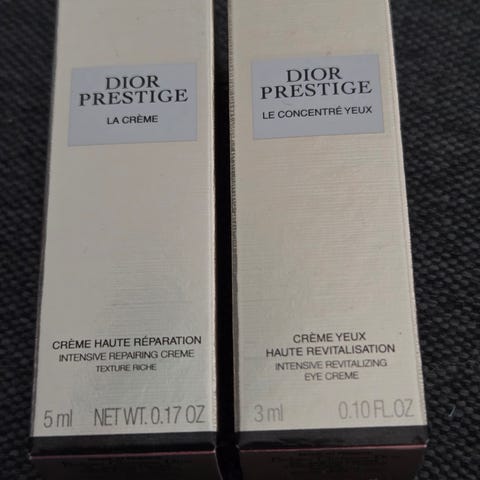 DIOR
PRESTIGE
LA CRÈME
CRÈME HAUTE RÉPARATION
INTENSIVE REPAIRING CREME
TEXTURE RICHE
5 ml NET WT. 0.17 OZ
DIOR
PRESTIGE
LE CONCENTRÉ YEUX
CRÈME YEUX
HAUTE REVITALISATION
INTENSIVE REVITALIZING
EYE CREME
3 ml 0.10 FL.OZ